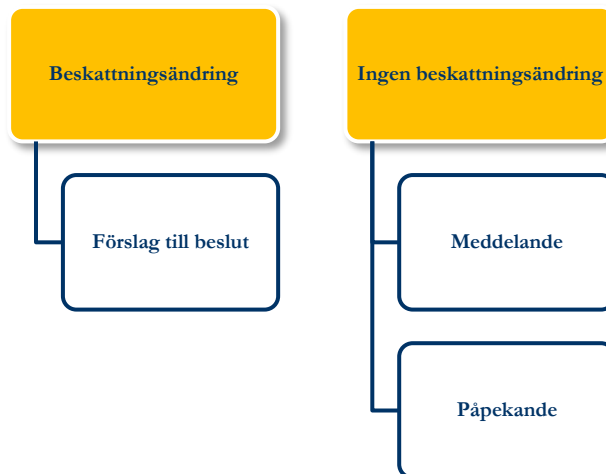 Beskattningsändring
Ingen beskattningsändring
Förslag till beslut
Meddelande
Påpekande